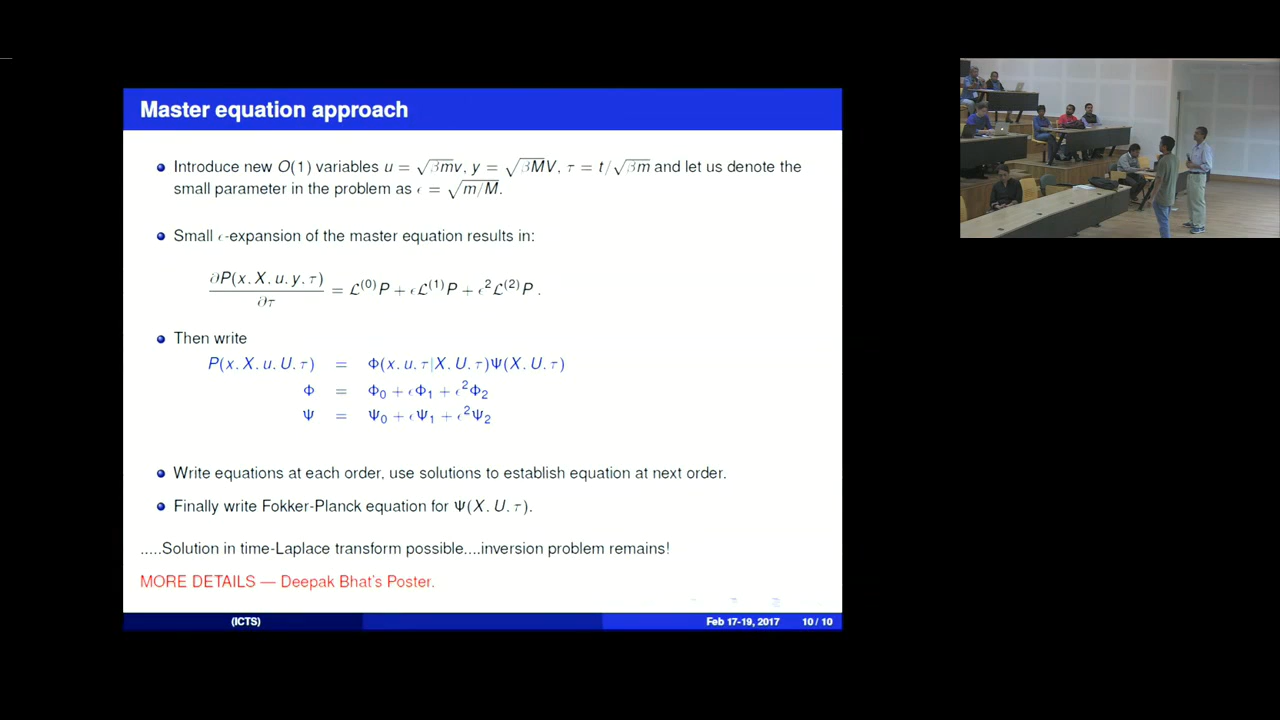 Master equation approach
Introduce new O(1) variables u = √βmv, y = √βMV, τ = t/√βm and let us denote the
small parameter in the problem as ϵ = √m/M.
Small ϵ-expansion of the master equation results in:
∂P(x, X, u, y, τ)/∂τ = ℒ⁽⁰⁾P + ϵℒ⁽¹⁾P + ϵ²ℒ⁽²⁾P .
Then write
P(x, X, u, U, τ) = Φ(x, u, τ|X, U, τ)Ψ(X, U, τ)
Φ = Φ₀ + ϵΦ₁ + ϵ²Φ₂
Ψ = Ψ₀ + ϵΨ₁ + ϵ²Ψ₂
Write equations at each order, use solutions to establish equation at next order.
Finally write Fokker-Planck equation for Ψ(X, U, τ).
.....Solution in time-Laplace transform possible....inversion problem remains!
MORE DETAILS — Deepak Bhat's Poster.
(ICTS) Feb 17-19, 2017 10 / 10